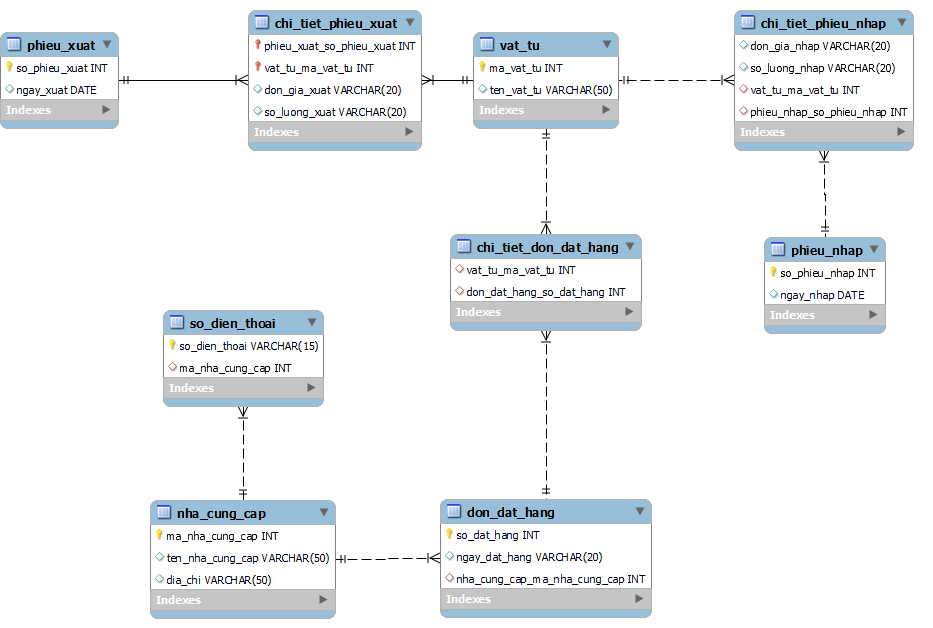 phieu_xuat
so_phieu_xuat INT
ngay_xuat DATE
Indexes
chi_tiet_phieu_xuat
phieu_xuat_so_phieu_xuat INT
vat_tu_ma_vat_tu INT
don_gia_xuat VARCHAR(20)
so_luong_xuat VARCHAR(20)
Indexes
vat_tu
ma_vat_tu INT
ten_vat_tu VARCHAR(50)
Indexes
chi_tiet_phieu_nhap
don_gia_nhap VARCHAR(20)
so_luong_nhap VARCHAR(20)
vat_tu_ma_vat_tu INT
phieu_nhap_so_phieu_nhap INT
Indexes
chi_tiet_don_dat_hang
vat_tu_ma_vat_tu INT
don_dat_hang_so_dat_hang INT
Indexes
phieu_nhap
so_phieu_nhap INT
ngay_nhap DATE
Indexes
so_dien_thoai
so_dien_thoai VARCHAR(15)
ma_nha_cung_cap INT
Indexes
nha_cung_cap
ma_nha_cung_cap INT
ten_nha_cung_cap VARCHAR(50)
dia_chi VARCHAR(50)
Indexes
don_dat_hang
so_dat_hang INT
ngay_dat_hang VARCHAR(20)
nha_cung_cap_ma_nha_cung_cap INT
Indexes